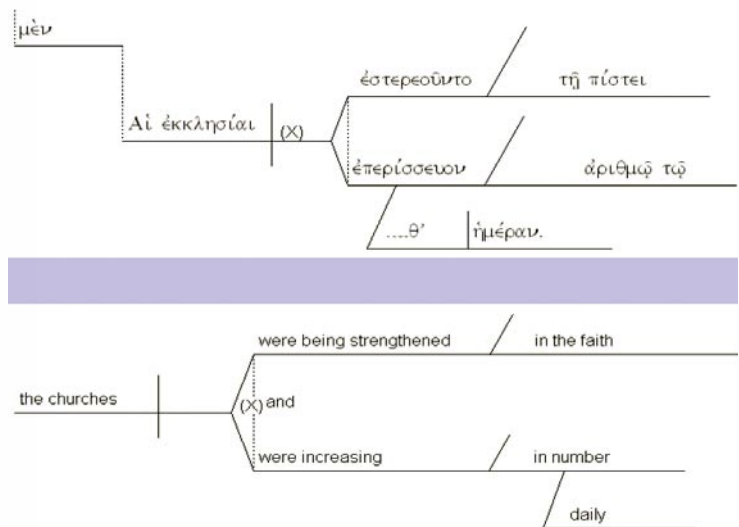 μὲν
ἐστερεοῦντο τῇ πίστει
Αἱ ἐκκλησίαι (X)
ἐπερίσσευον ἀριθμῷ τῷ
....θ' ἡμέραν.
were being strengthened in the faith
the churches (X) and
were increasing in number
daily